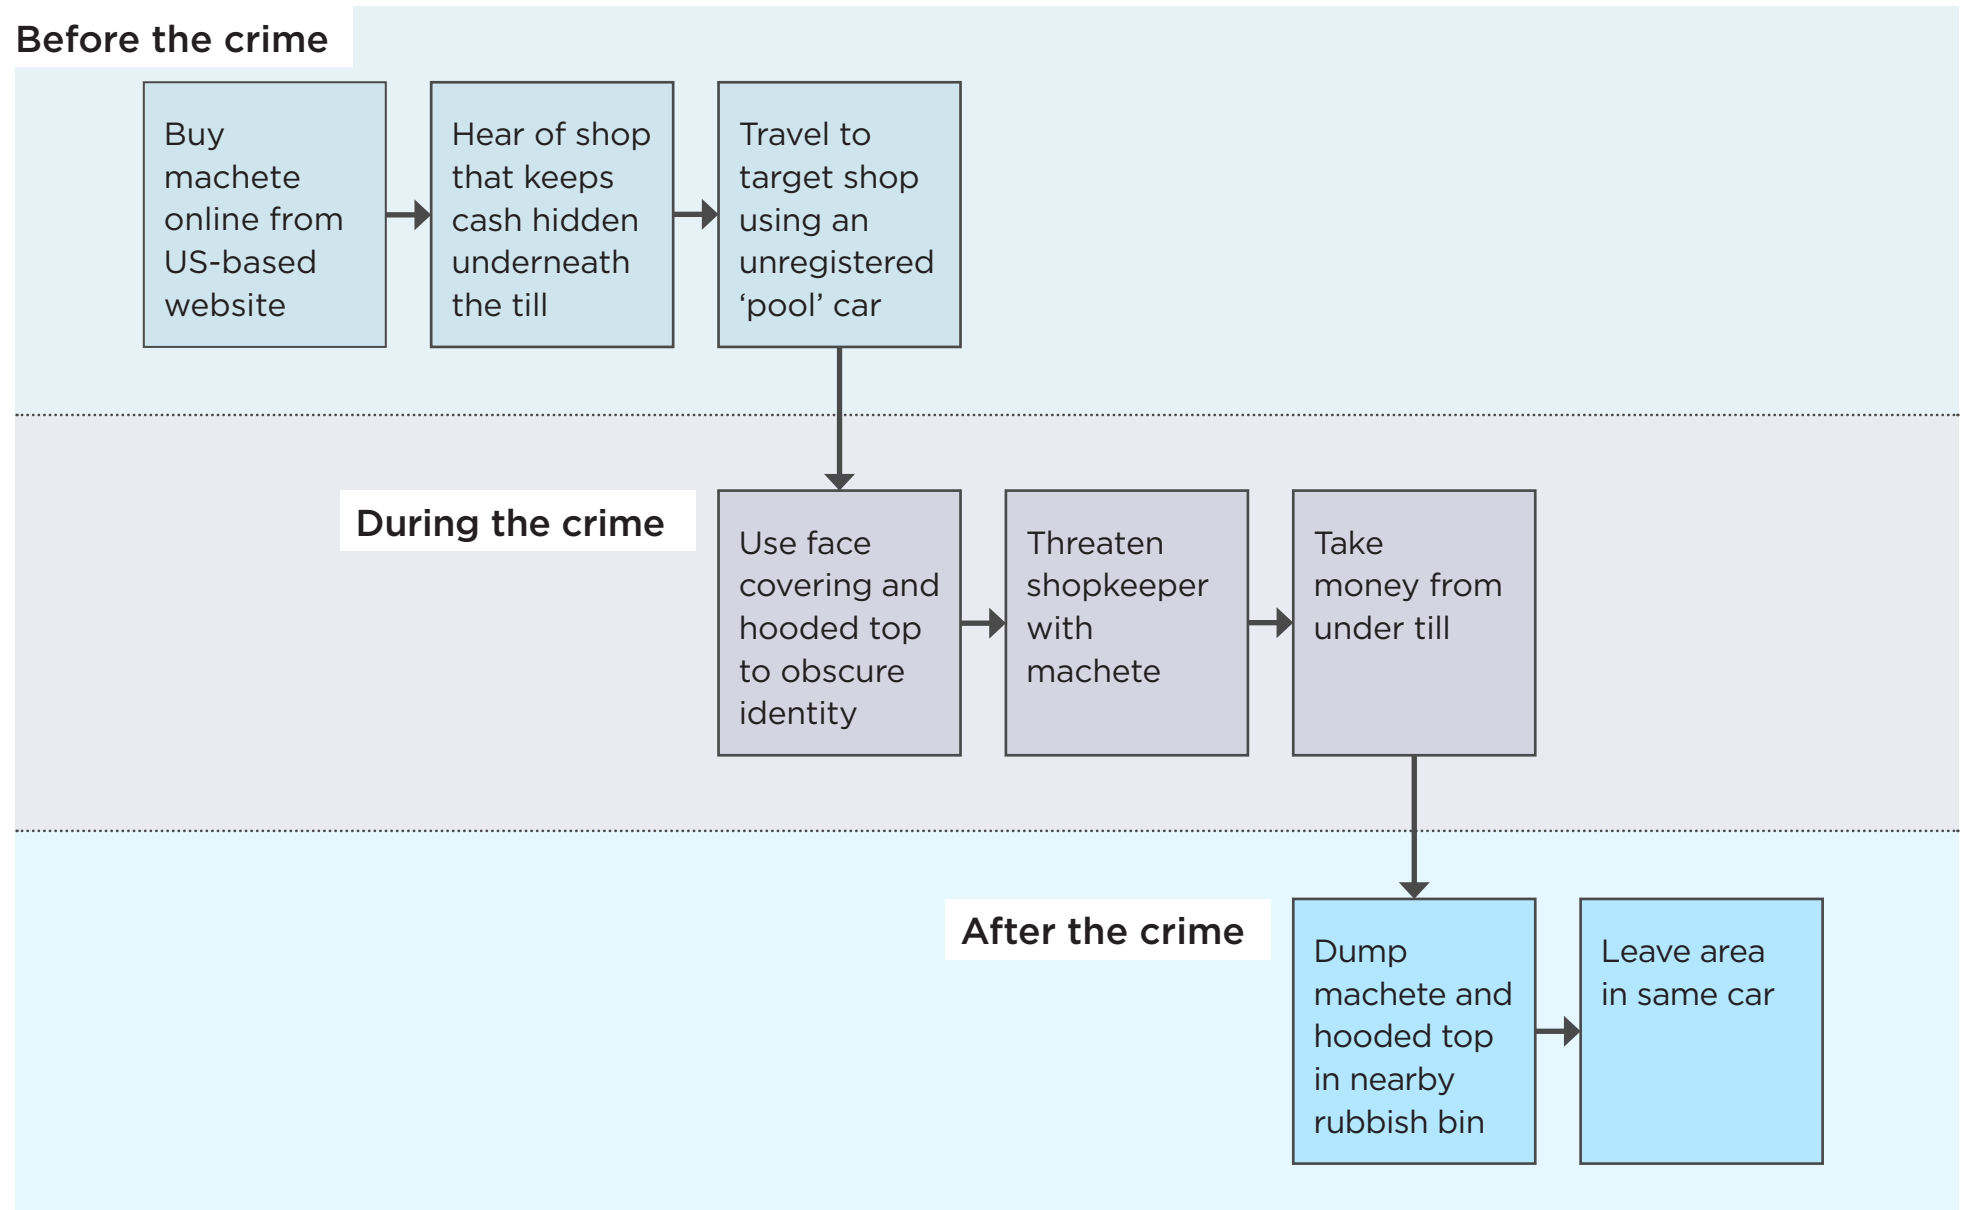 Before the crime
Buy
machete
online from
US-based
website
Hear of shop
that keeps
cash hidden
underneath
the till
Travel to
target shop
using an
unregistered
‘pool’ car
During the crime
Use face
covering and
hooded top
to obscure
identity
Threaten
shopkeeper
with
machete
Take
money from
under till
After the crime
Dump
machete and
hooded top
in nearby
rubbish bin
Leave area
in same car